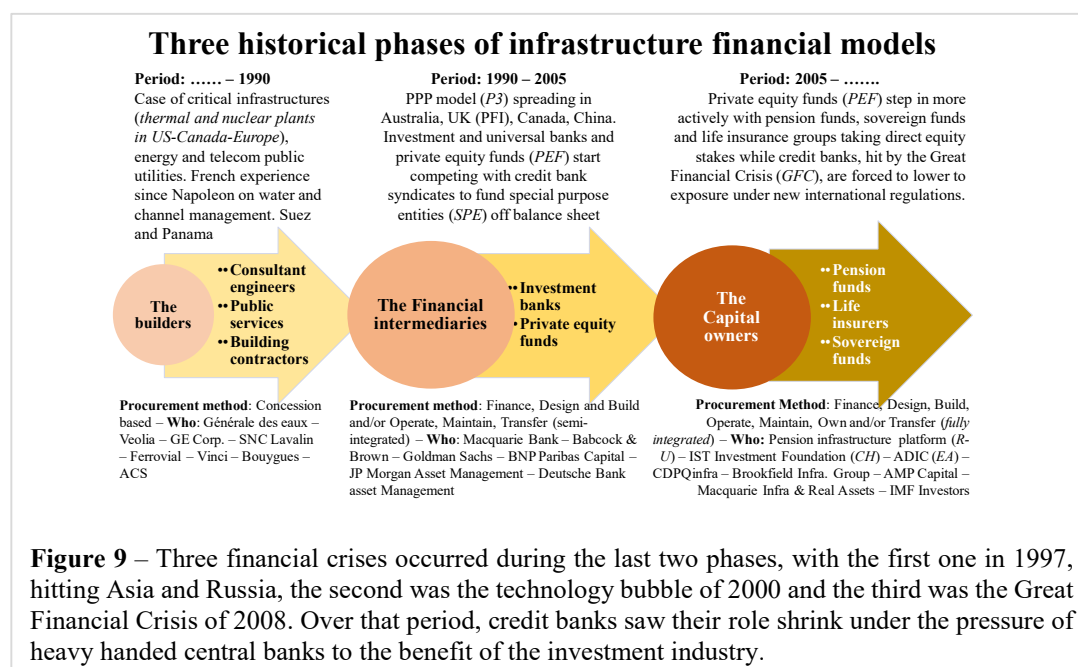 Three historical phases of infrastructure financial models
Period: …… – 1990
Case of critical infrastructures
(thermal and nuclear plants
in US-Canada-Europe),
energy and telecom public
utilities. French experience
since Napoleon on water and
channel management. Suez
and Panama
The
builders
•• Consultant
engineers
•• Public
services
•• Building
contractors
Procurement method: Concession
based – Who: Générale des eaux –
Veolia – GE Corp. – SNC Lavalin
– Ferrovial – Vinci – Bouygues –
ACS
Period: 1990 – 2005
PPP model (P3) spreading in
Australia, UK (PFI), Canada, China.
Investment and universal banks and
private equity funds (PEF) start
competing with credit bank
syndicates to fund special purpose
entities (SPE) off balance sheet
The Financial
intermediaries
•• Investment
banks
• Private equity
funds
Procurement method: Finance, Design and Build
and/or Operate, Maintain, Transfer (semi-
integrated) – Who: Macquarie Bank – Babcock &
Brown – Goldman Sachs – BNP Paribas Capital –
JP Morgan Asset Management – Deutsche Bank
asset Management
Period: 2005 – …….
Private equity funds (PEF) step in more
actively with pension funds, sovereign funds
and life insurance groups taking direct equity
stakes while credit banks, hit by the Great
Financial Crisis (GFC), are forced to lower to
exposure under new international regulations.
The
Capital
owners
•• Pension
funds
•• Life
insurers
•• Sovereign
funds
Procurement Method: Finance, Design, Build,
Operate, Maintain, Own and/or Transfer (fully
integrated) – Who: Pension infrastructure platform (R-
U) – IST Investment Foundation (CH) – ADIC (EA) –
CDPQinfra – Brookfield Infra. Group – AMP Capital –
Macquarie Infra & Real Assets – IMF Investors
Figure 9 – Three financial crises occurred during the last two phases, with the first one in 1997,
hitting Asia and Russia, the second was the technology bubble of 2000 and the third was the Great
Financial Crisis of 2008. Over that period, credit banks saw their role shrink under the pressure of
heavy handed central banks to the benefit of the investment industry.